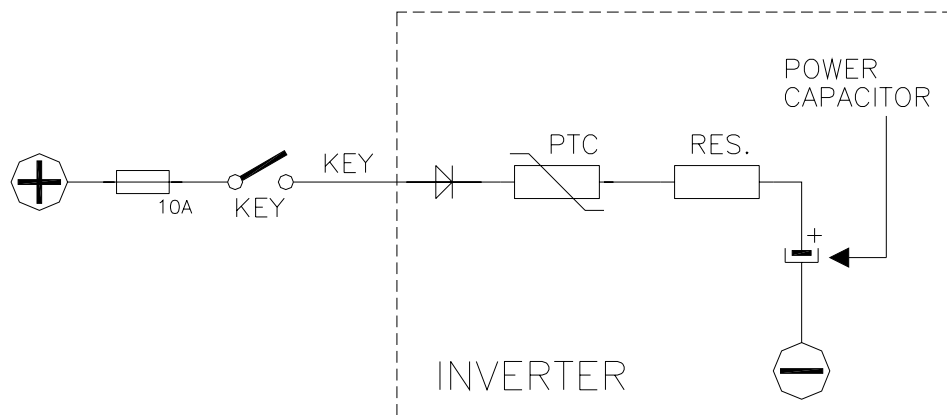 POWER
CAPACITOR
PTC
RES.
KEY
10A
KEY
+
INVERTER